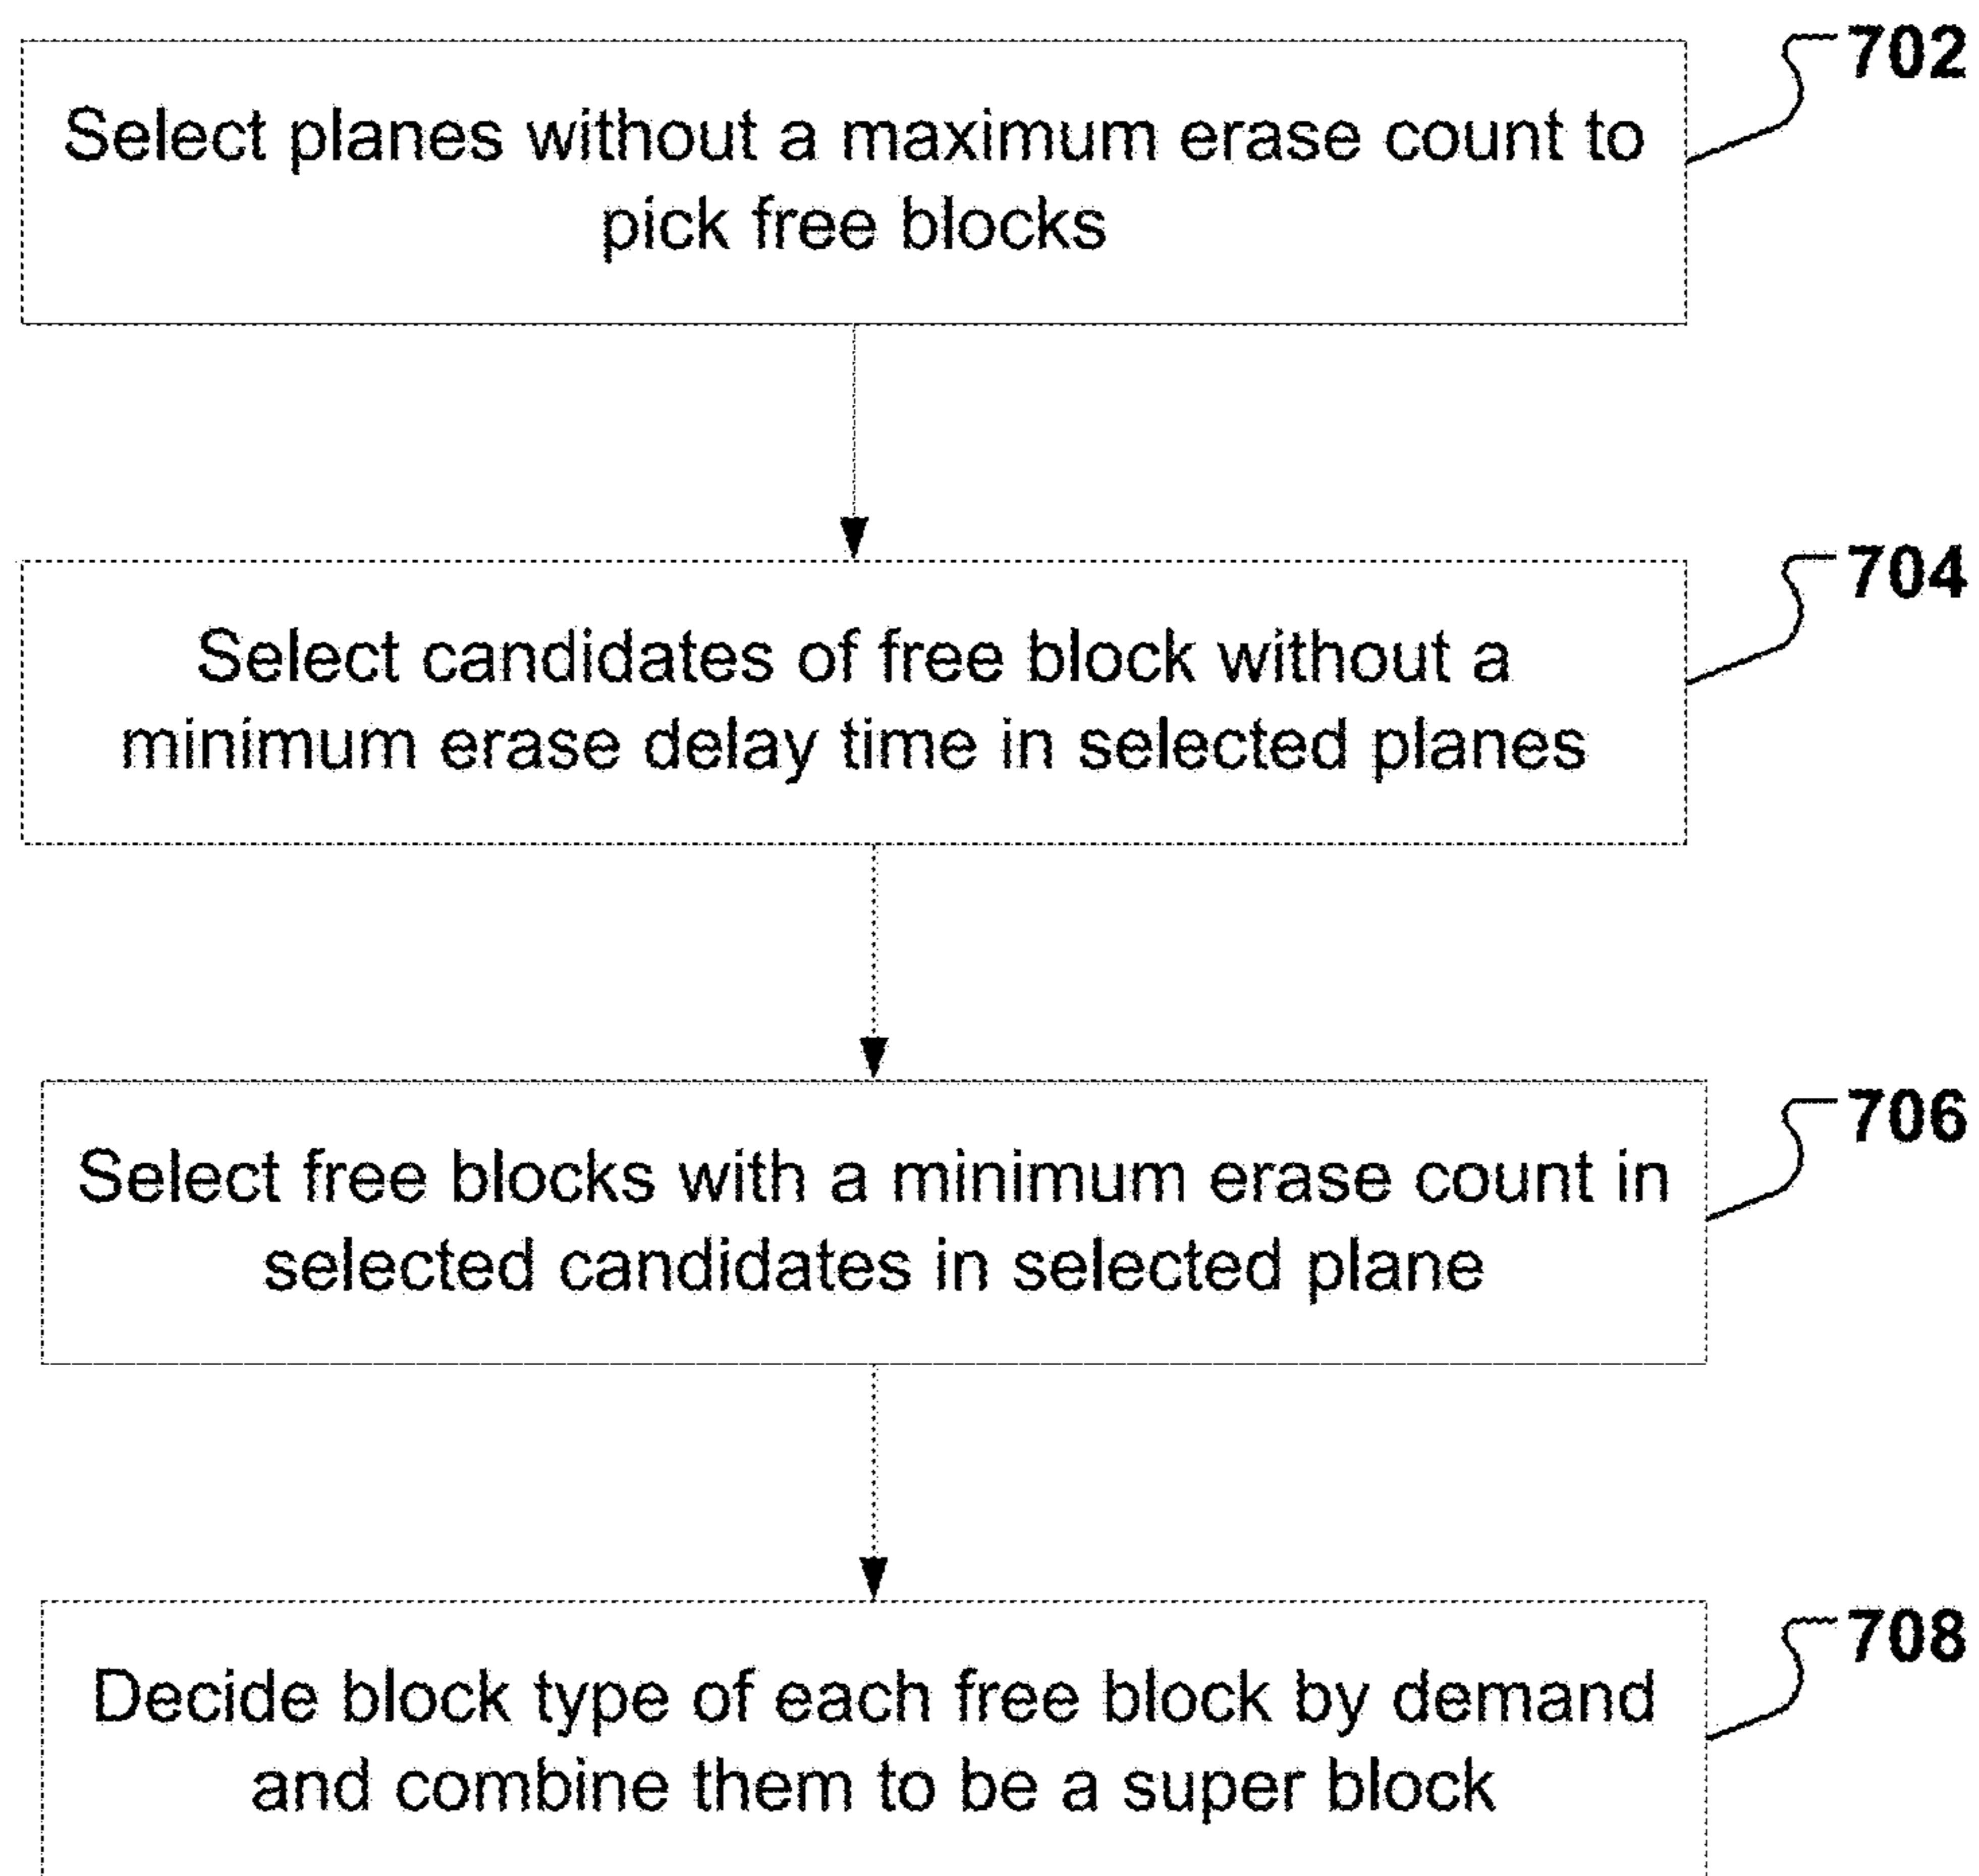 702
Select planes without a maximum erase count to
pick free blocks
704
Select candidates of free block without a
minimum erase delay time in selected planes
706
Select free blocks with a minimum erase count in
selected candidates in selected plane
708
Decide block type of each free block by demand
and combine them to be a super block